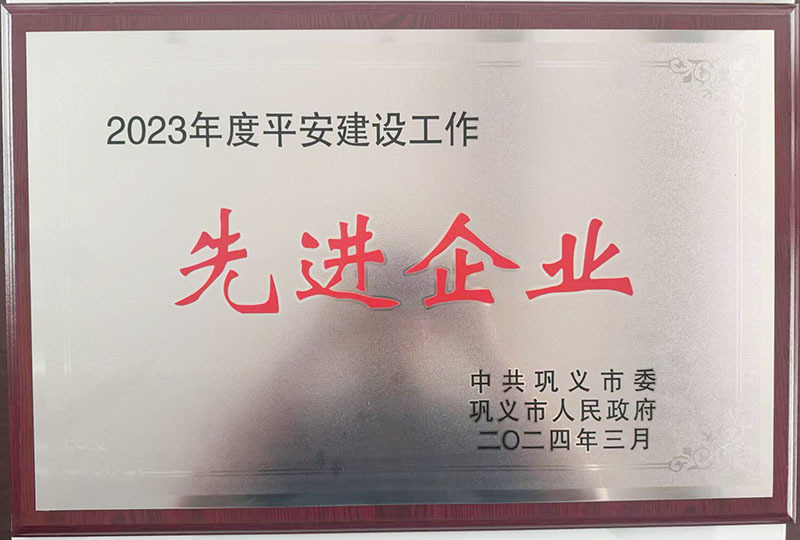 2023年度平安建设工作
先进企业
中共巩义市委
巩义市人民政府
二〇二四年三月